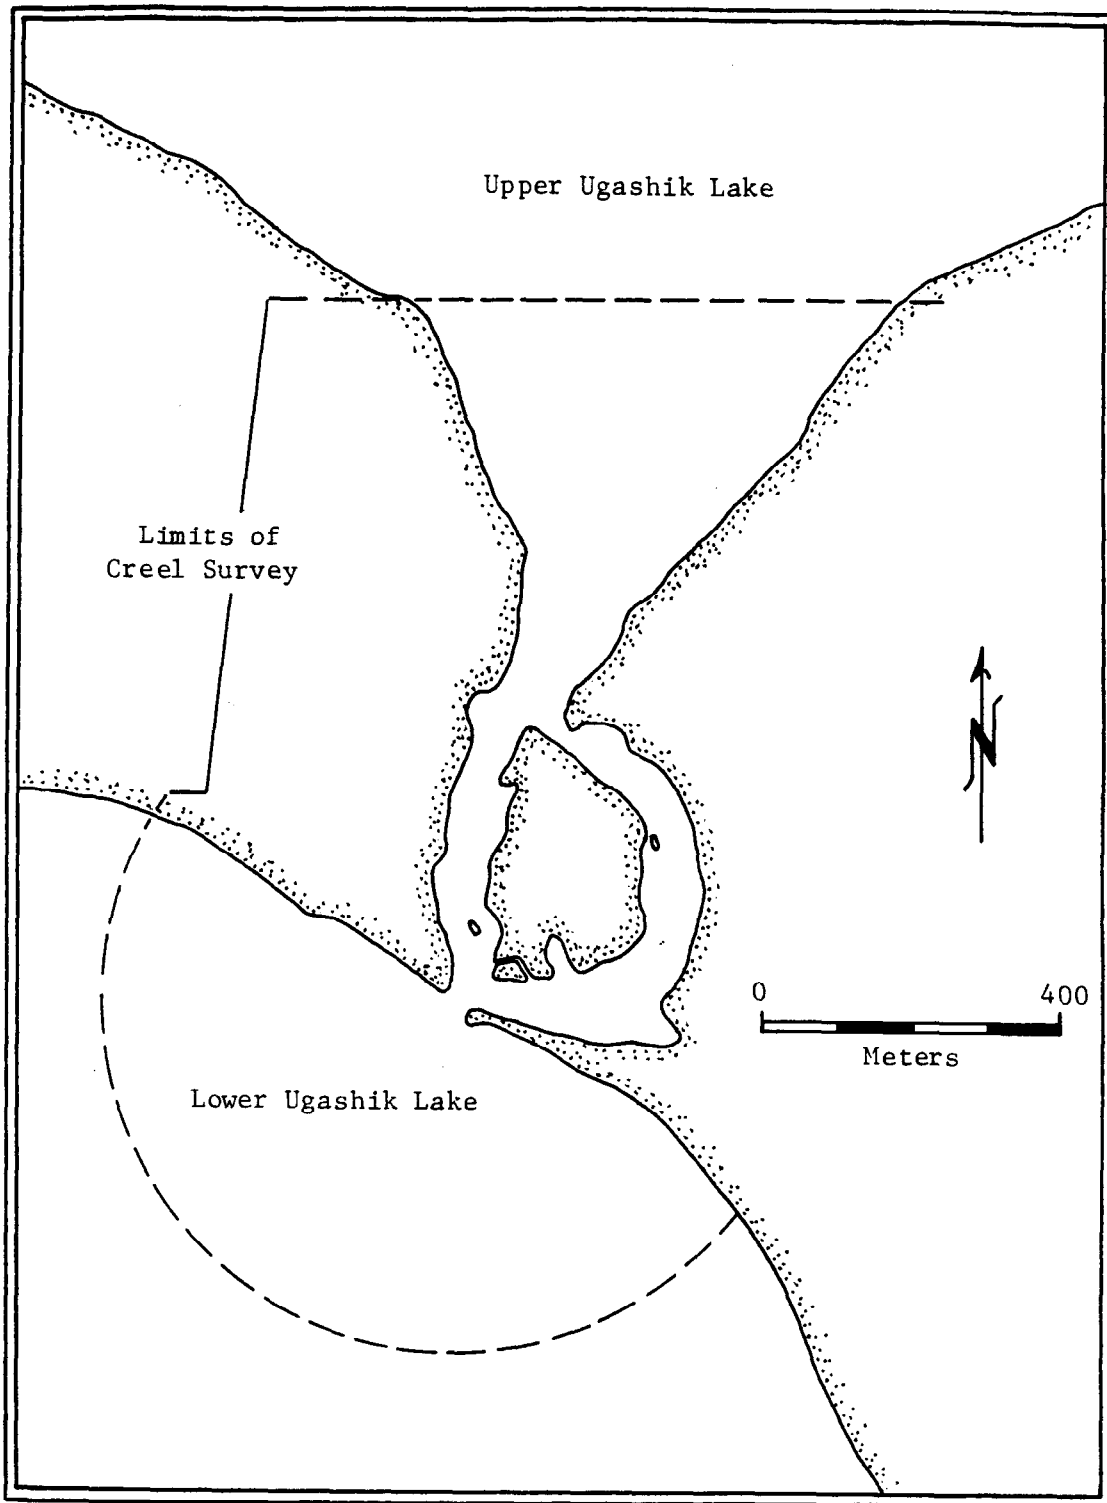 Upper Ugashik Lake
Limits of
Creel Survey
N
0 400
Meters
Lower Ugashik Lake